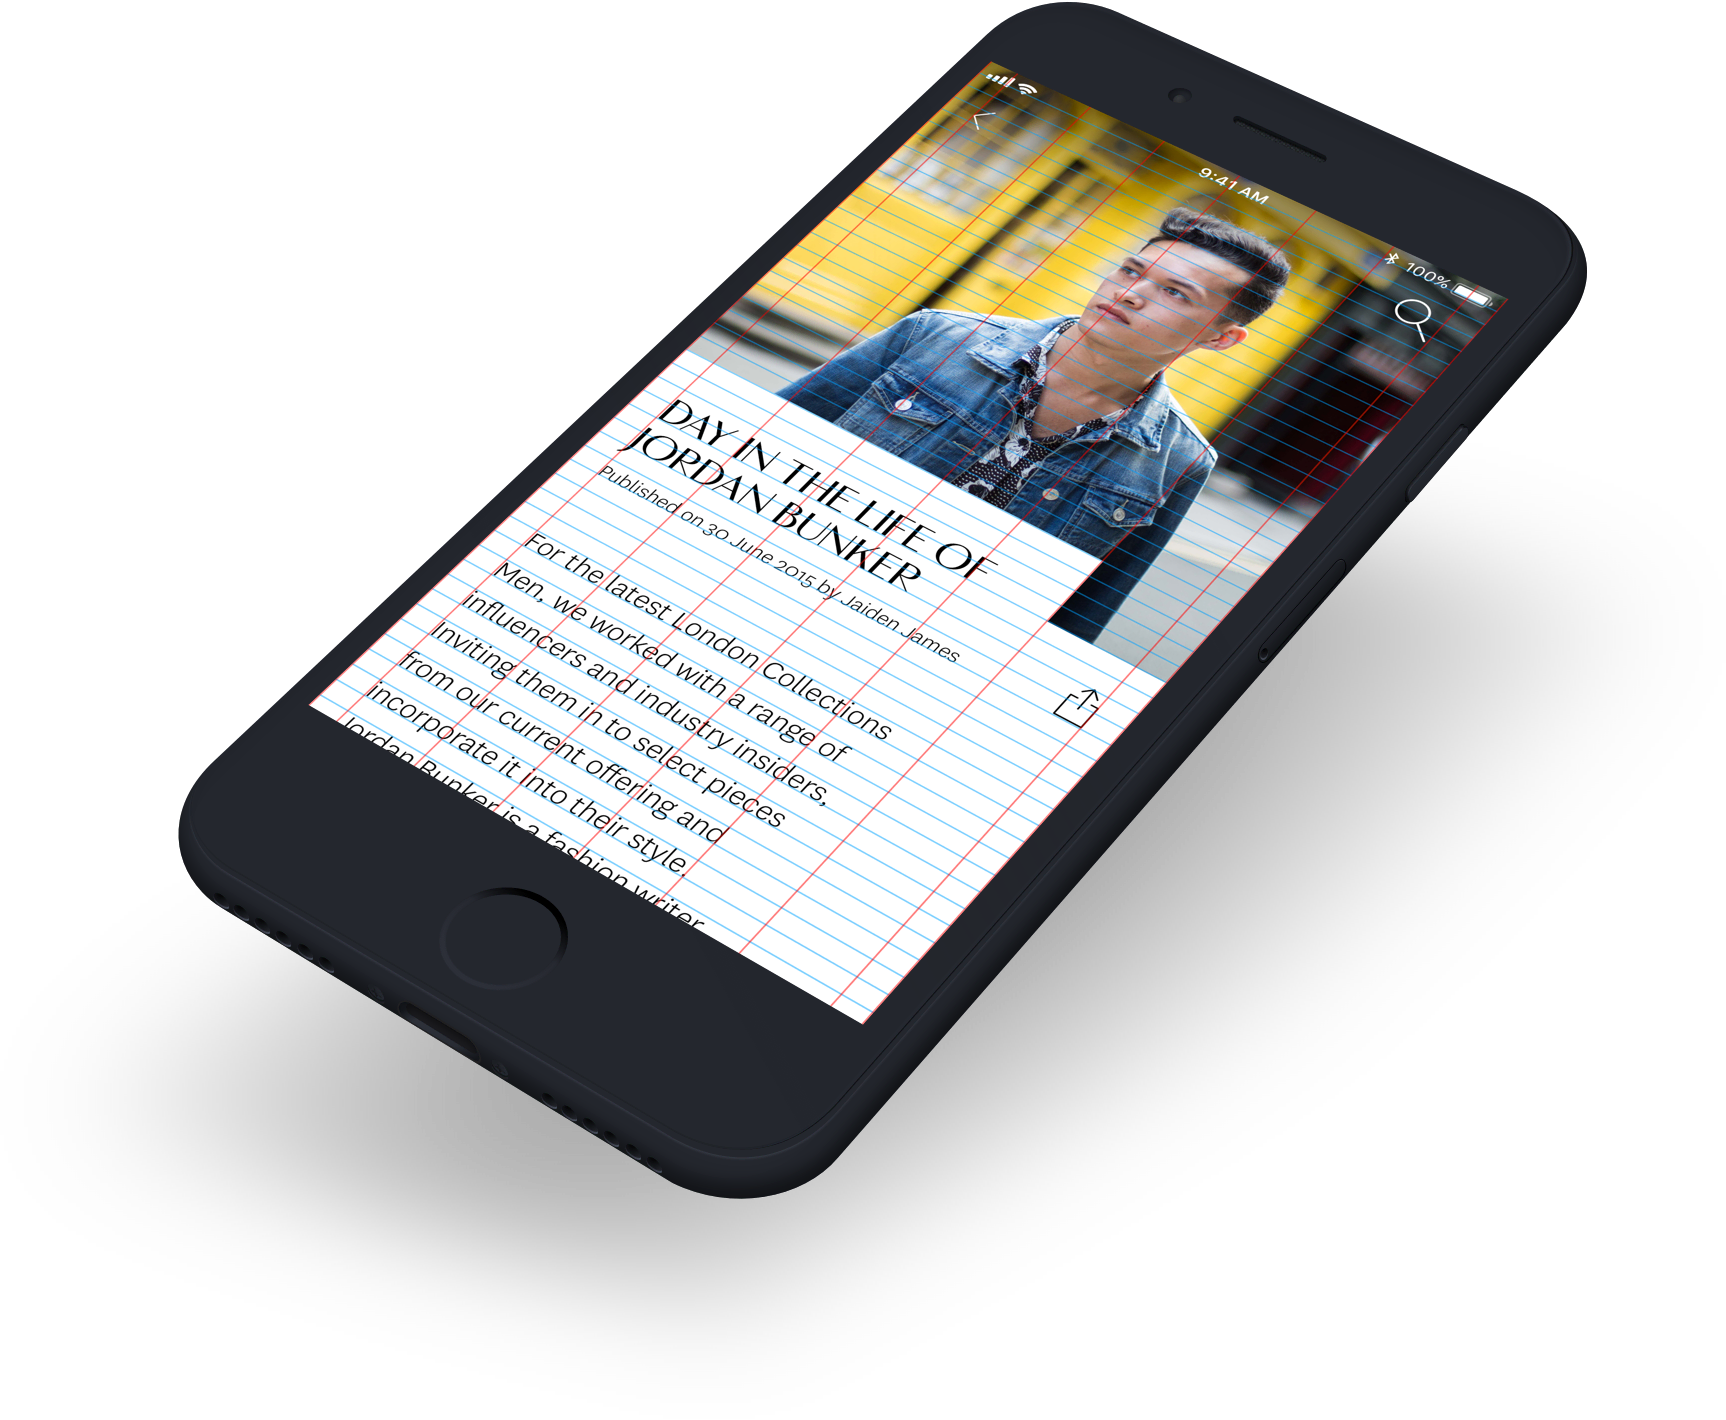 9:41 AM
100%
DAY IN THE LIFE OF
JORDAN BUNKER
Published on 30 June 2015 by Jaiden James
For the latest London Collections
Men, we worked with a range of
influencers and industry insiders,
Inviting them in to select pieces
from our current offering and
incorporate it into their style.
Jordan Bunker is a fashion writer